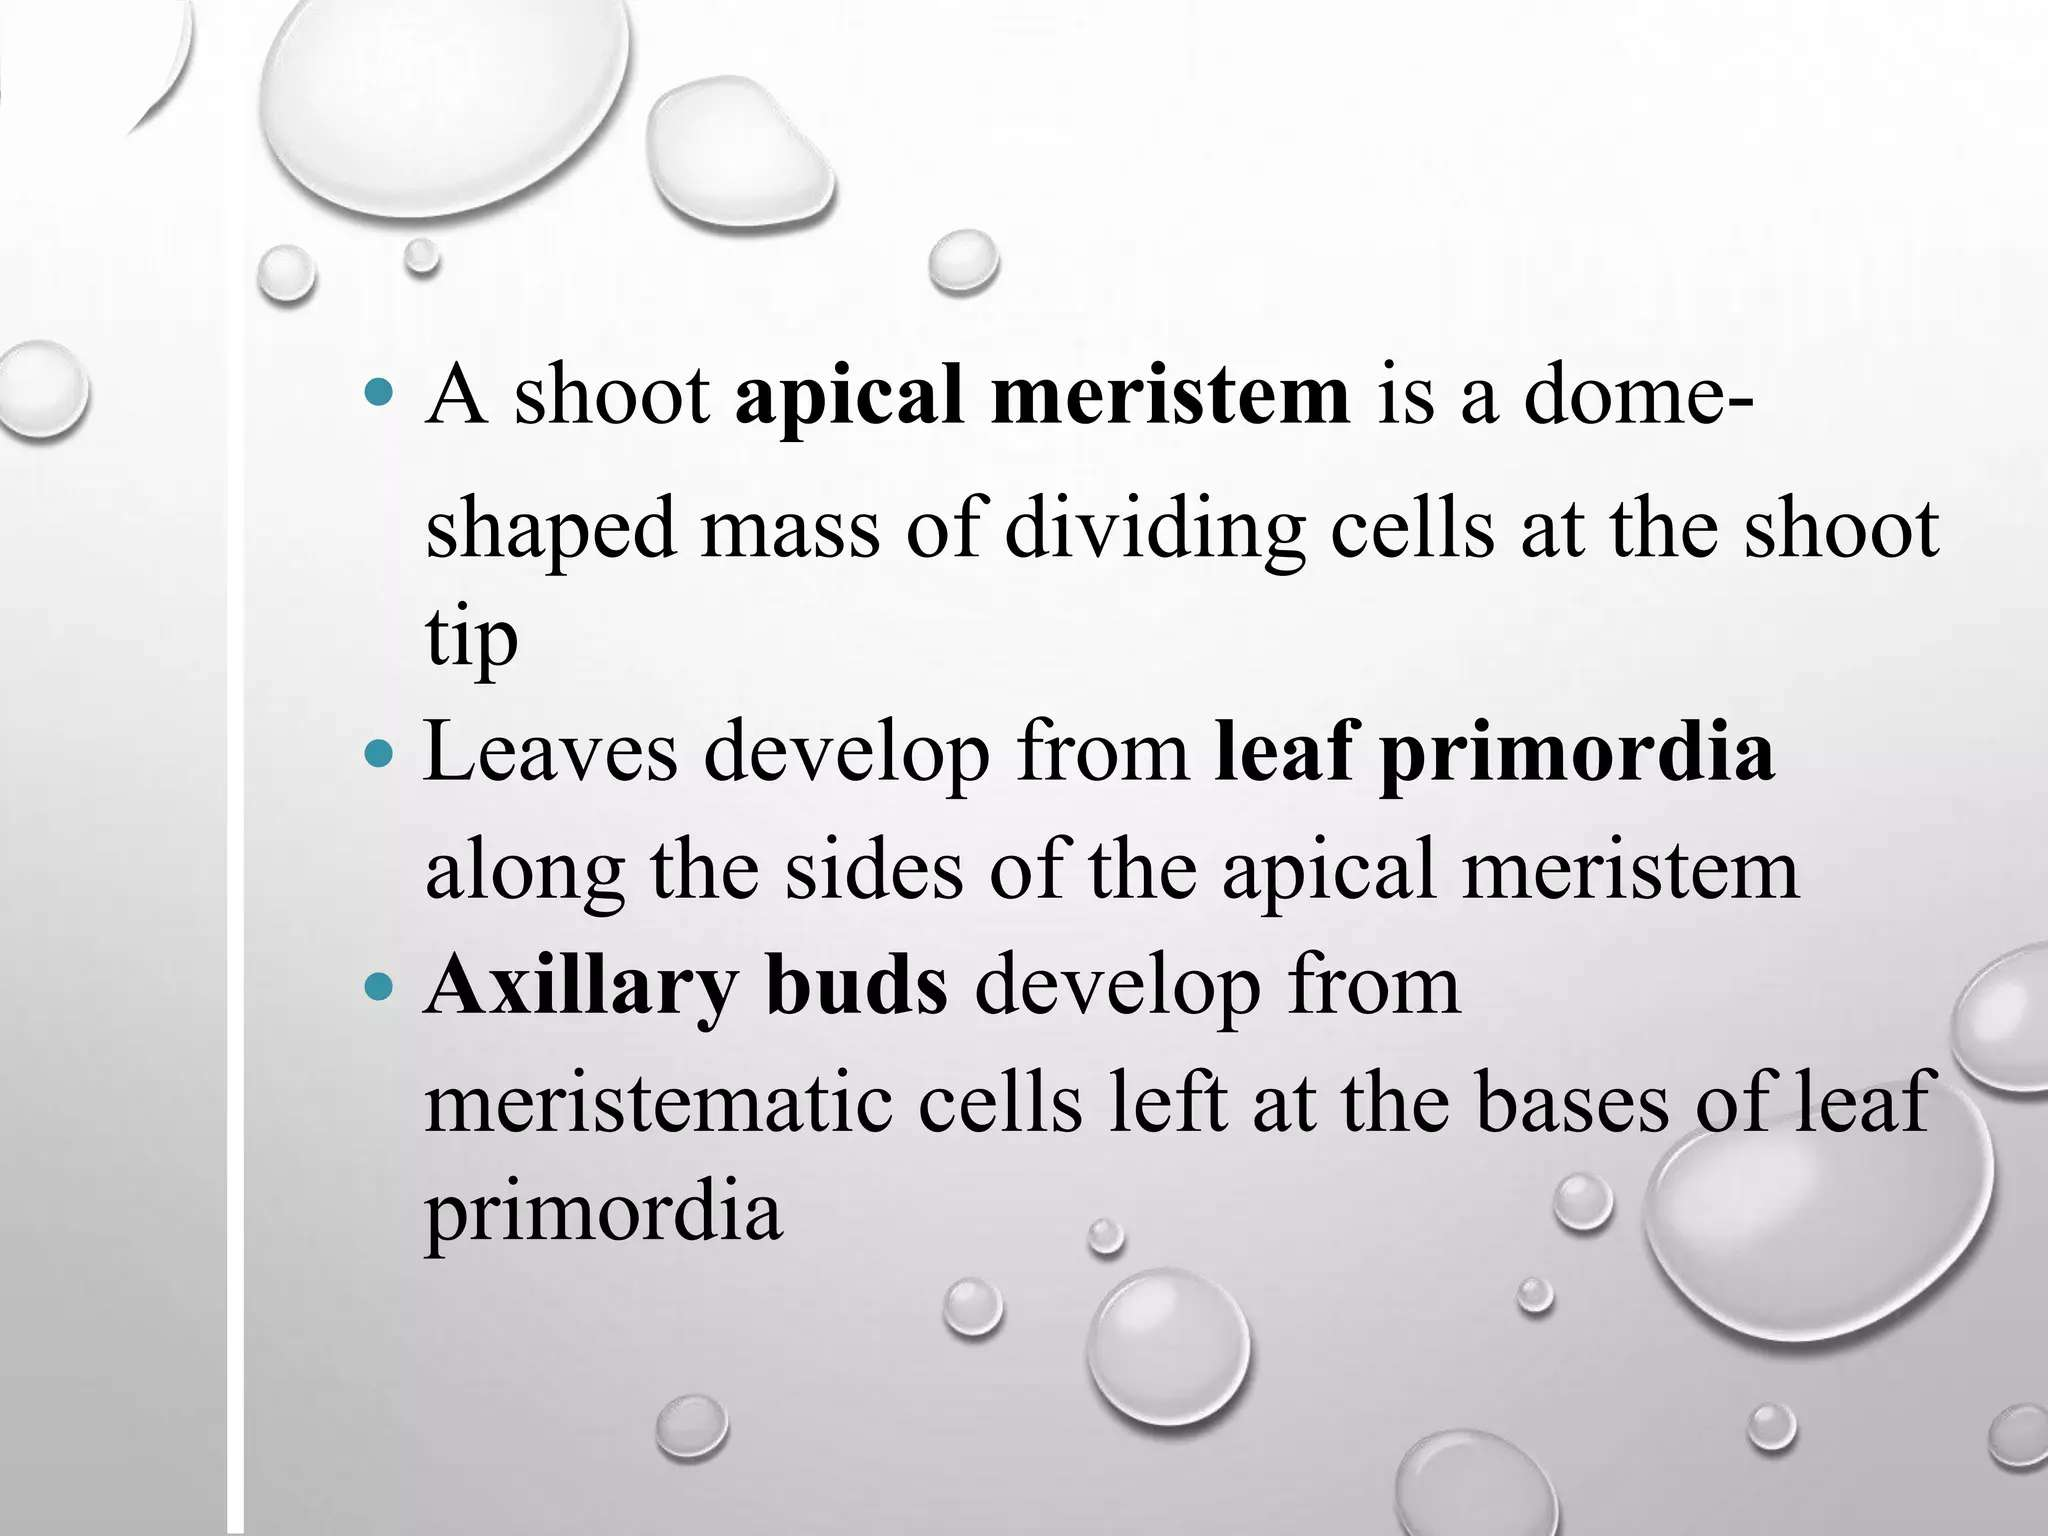 • A shoot apical meristem is a dome-
shaped mass of dividing cells at the shoot
tip
• Leaves develop from leaf primordia
along the sides of the apical meristem
• Axillary buds develop from
meristematic cells left at the bases of leaf
primordia